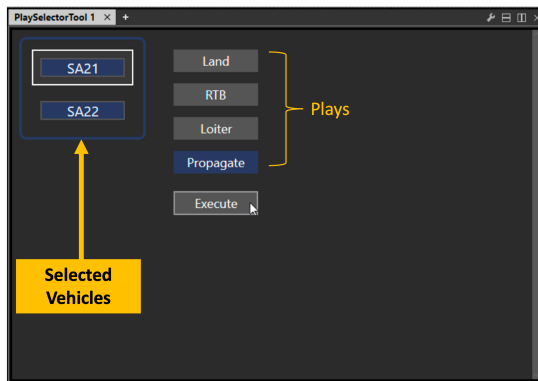 PlaySelectorTool 1
SA21
SA22
Land
RTB
Loiter
Propagate
Execute
Plays
Selected
Vehicles